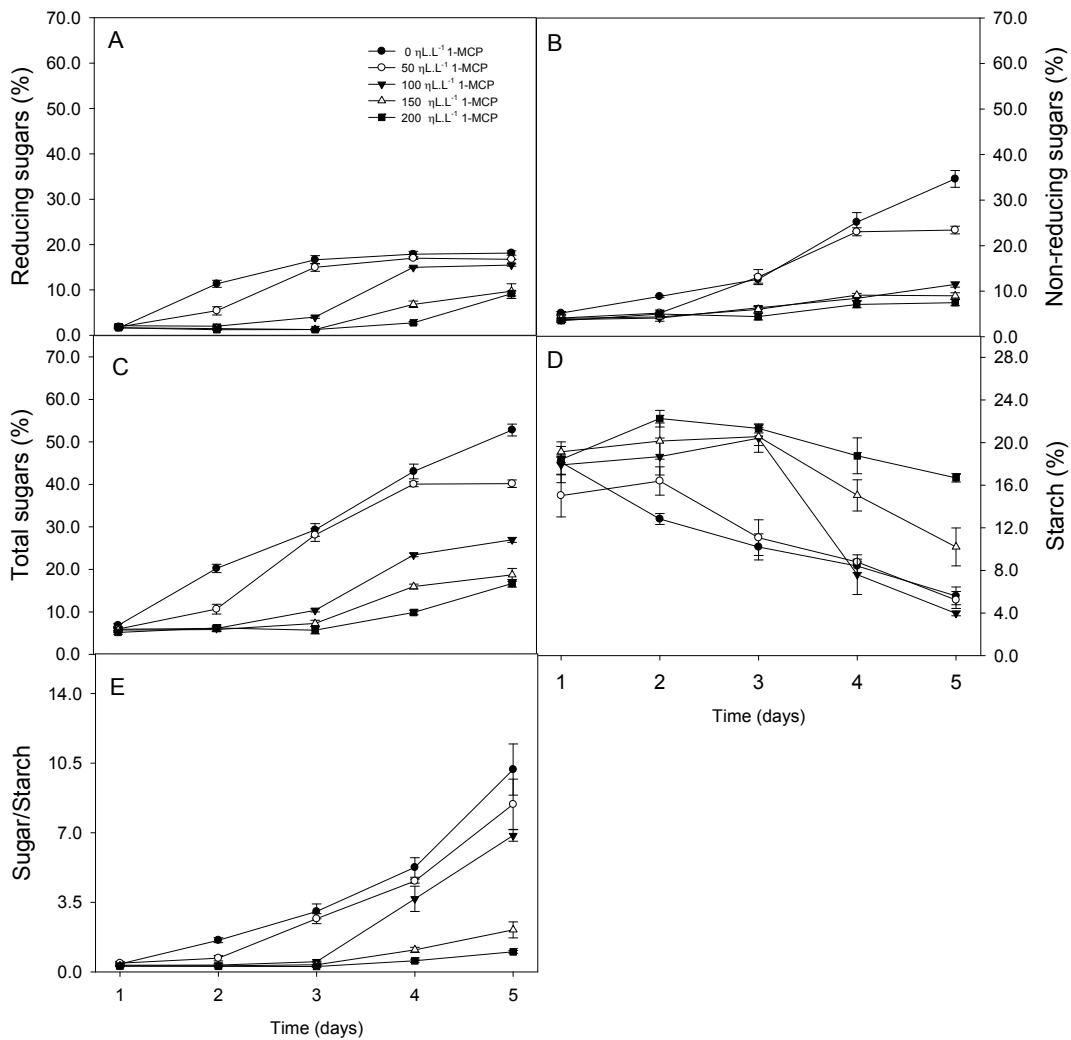 A
70.0
60.0
50.0
40.0
30.0
20.0
10.0
0.0
Reducing sugars (%)
0 ηL.L-1 1-MCP
50 ηL.L-1 1-MCP
100 ηL.L-1 1-MCP
150 ηL.L-1 1-MCP
200 ηL.L-1 1-MCP
B
70.0
60.0
50.0
40.0
30.0
20.0
10.0
0.0
Non-reducing sugars (%)
C
70.0
60.0
50.0
40.0
30.0
20.0
10.0
0.0
Total sugars (%)
D
28.0
24.0
20.0
16.0
12.0
8.0
4.0
0.0
Starch (%)
1 2 3 4 5
Time (days)
E
14.0
10.5
7.0
3.5
0.0
Sugar/Starch
1 2 3 4 5
Time (days)